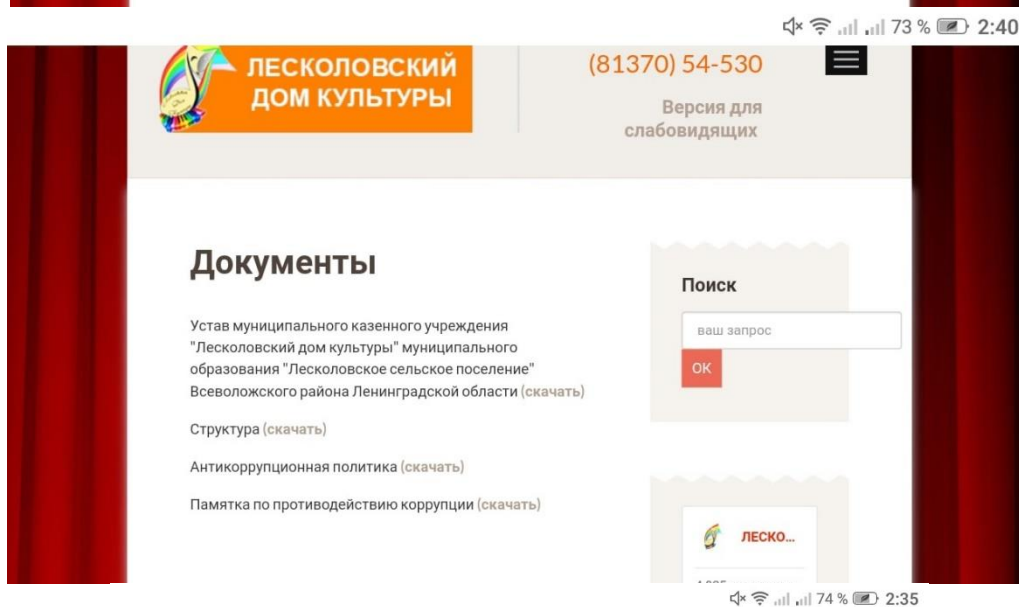 73 % 2:40
ЛЕСКОЛОВСКИЙ
ДОМ КУЛЬТУРЫ
(81370) 54-530
Версия для
слабовидящих
Документы
Устав муниципального казенного учреждения
"Лесколовский дом культуры" муниципального
образования "Лесколовское сельское поселение"
Всеволожского района Ленинградской области (скачать)
Структура (скачать)
Антикоррупционная политика (скачать)
Памятка по противодействию коррупции (скачать)
Поиск
ваш запрос
ОК
ЛЕСКО...
74 % 2:35